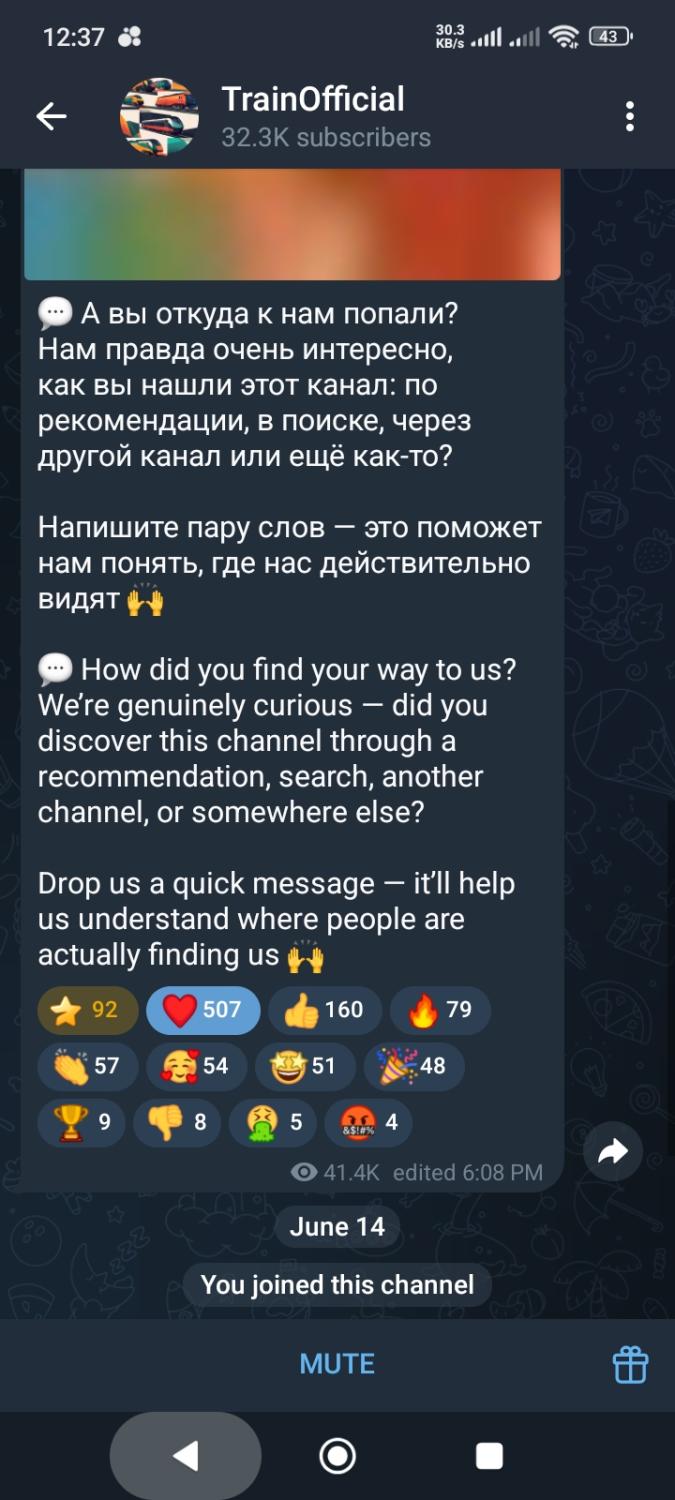 12:37
30.3 KB/s
43
TrainOfficial
32.3K subscribers
💬 А вы откуда к нам попали?
Нам правда очень интересно,
как вы нашли этот канал: по
рекомендации, в поиске, через
другой канал или ещё как-то?
Напишите пару слов — это поможет
нам понять, где нас действительно
видят 🙌
💬 How did you find your way to us?
We’re genuinely curious — did you
discover this channel through a
recommendation, search, another
channel, or somewhere else?
Drop us a quick message — it’ll help
us understand where people are
actually finding us 🙌
⭐ 92 ❤️ 507 👍 160 🔥 79
👏 57 🥰 54 🤩 51 🎉 48
🏆 9 👎 8 🤮 5 🤬 4
41.4K edited 6:08 PM
June 14
You joined this channel
MUTE